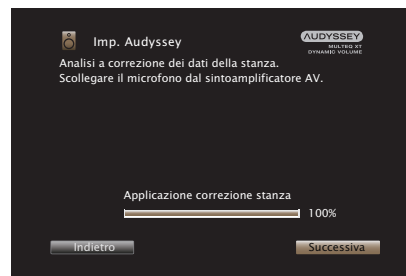 Imp. Audyssey
AUDYSSEY
MULTEQ XT
DYNAMIC VOLUME
Analisi a correzione dei dati della stanza.
Scollegare il microfono dal sintoamplificatore AV.
Applicazione correzione stanza
100%
Indietro
Successiva